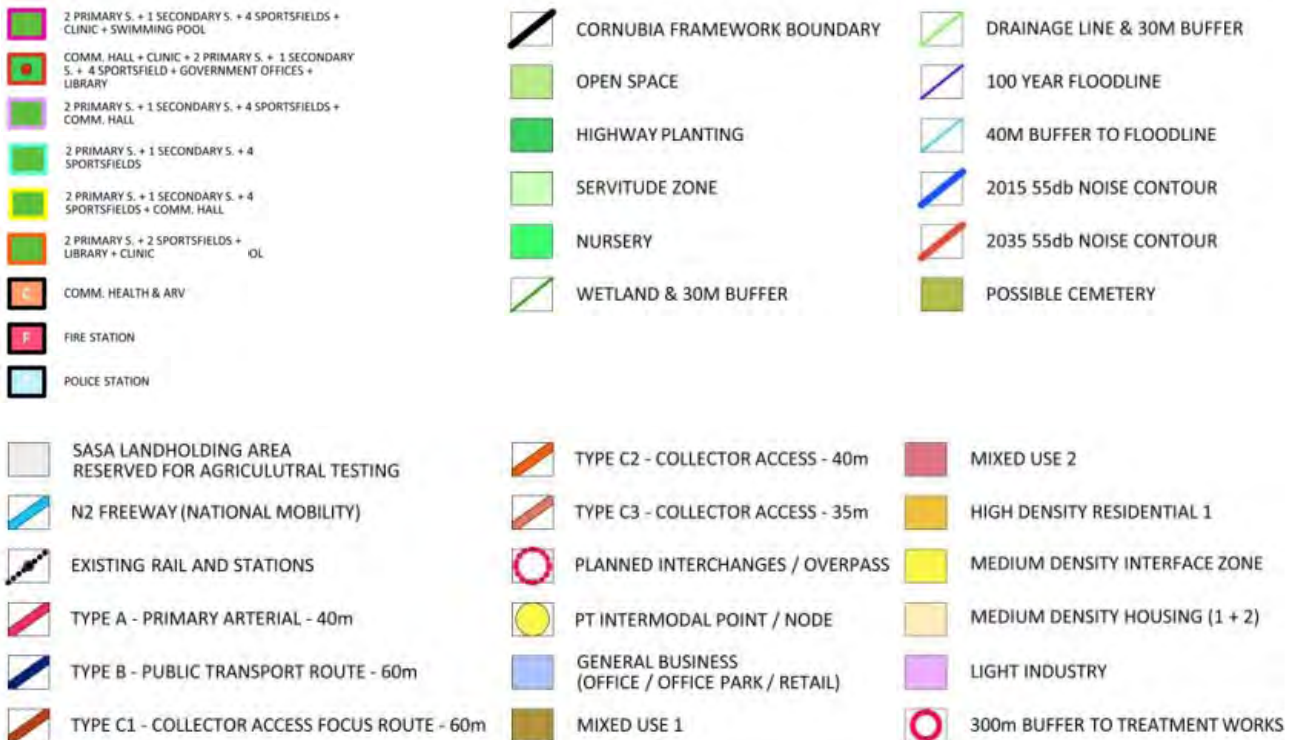 2 PRIMARY S. + 1 SECONDARY S. + 4 SPORTSFIELDS +
CLINIC + SWIMMING POOL
COMM. HALL + CLINIC + 2 PRIMARY S. + 1 SECONDARY
S. + 4 SPORTSFIELD + GOVERNMENT OFFICES +
LIBRARY
2 PRIMARY S. + 1 SECONDARY S. + 4 SPORTSFIELDS +
COMM. HALL
2 PRIMARY S. + 1 SECONDARY S. + 4
SPORTSFIELDS
2 PRIMARY S. + 1 SECONDARY S. + 4
SPORTSFIELDS + COMM. HALL
2 PRIMARY S. + 2 SPORTSFIELDS +
LIBRARY + CLINIC OL
C COMM. HEALTH & ARV
F FIRE STATION
POLICE STATION
CORNUBIA FRAMEWORK BOUNDARY
OPEN SPACE
HIGHWAY PLANTING
SERVITUDE ZONE
NURSERY
WETLAND & 30M BUFFER
DRAINAGE LINE & 30M BUFFER
100 YEAR FLOODLINE
40M BUFFER TO FLOODLINE
2015 55db NOISE CONTOUR
2035 55db NOISE CONTOUR
POSSIBLE CEMETERY
SASA LANDHOLDING AREA
RESERVED FOR AGRICULUTRAL TESTING
N2 FREEWAY (NATIONAL MOBILITY)
EXISTING RAIL AND STATIONS
TYPE A - PRIMARY ARTERIAL - 40m
TYPE B - PUBLIC TRANSPORT ROUTE - 60m
TYPE C1 - COLLECTOR ACCESS FOCUS ROUTE - 60m
TYPE C2 - COLLECTOR ACCESS - 40m
TYPE C3 - COLLECTOR ACCESS - 35m
PLANNED INTERCHANGES / OVERPASS
PT INTERMODAL POINT / NODE
GENERAL BUSINESS
(OFFICE / OFFICE PARK / RETAIL)
MIXED USE 1
MIXED USE 2
HIGH DENSITY RESIDENTIAL 1
MEDIUM DENSITY INTERFACE ZONE
MEDIUM DENSITY HOUSING (1 + 2)
LIGHT INDUSTRY
300m BUFFER TO TREATMENT WORKS